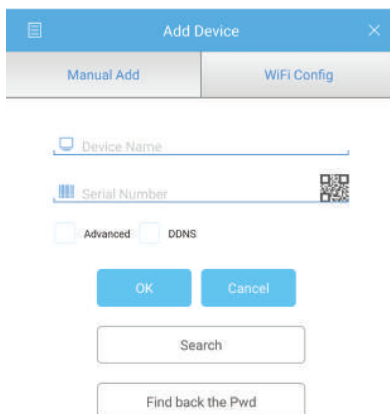 Add Device
Manual Add WiFi Config
Device Name
Serial Number
Advanced DDNS
OK Cancel
Search
Find back the Pwd